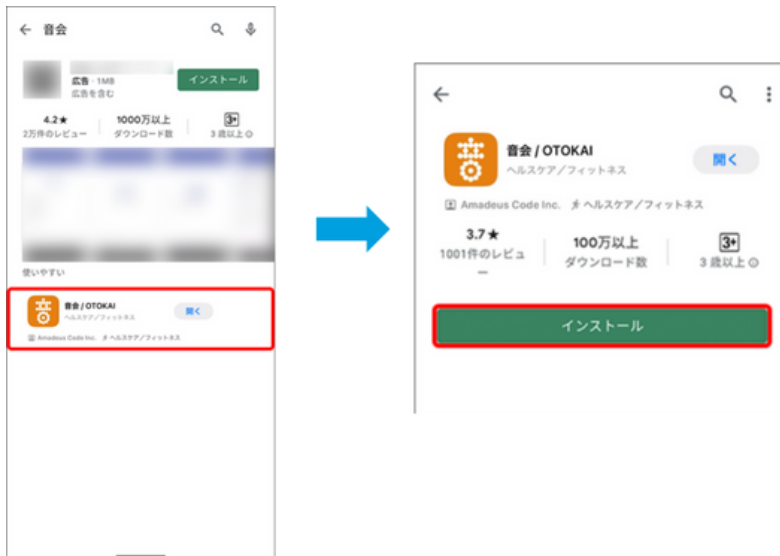 音会
広告・1MB
広告を含む
インストール
4.2★
2万件のレビュー
1000万以上
ダウンロード数
3+
3 歳以上
使いやすい
音会 / OTOKAI
ヘルスケア/フィットネス
開く
Amadeus Code Inc. ヘルスケア/フィットネス
音会 / OTOKAI
ヘルスケア/フィットネス
開く
Amadeus Code Inc. ヘルスケア/フィットネス
3.7★
1001件のレビュ
ー
100万以上
ダウンロード数
3+
3 歳以上
インストール